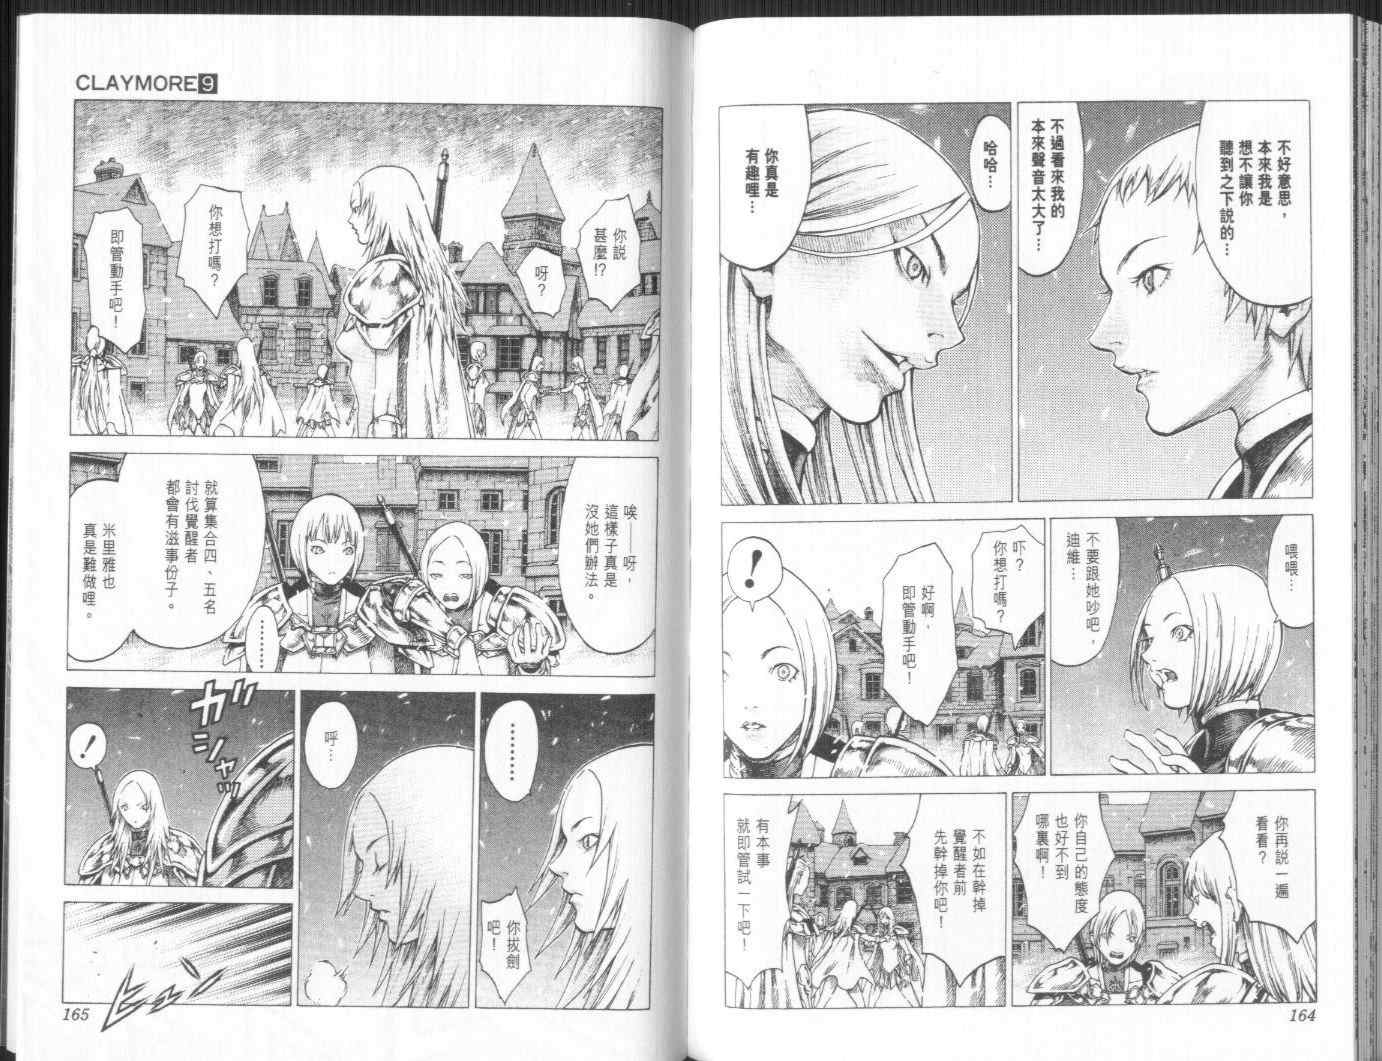 不好意思，
本來我是
想不讓你
聽到之下說的…
不過看來我的
本來聲音太大了…
哈哈…
你真是
有趣哩…
喂喂…
不要跟她吵吧，
迪維…
吓？
你想打嗎？
好啊，
即管動手吧！
！
你再說一遍
看看？
你自己的態度
也好不到
哪裏啊！
不如在幹掉
覺醒者前
先幹掉你吧！
有本事
就即管試一下吧！
164
CLAYMORE9
你說
甚麼!?
呀？
你想打嗎？
即管動手吧！
唉──呀，
這樣子真是
沒她們辦法。
就算集合四、五名
討伐覺醒者
都會有滋事份子。
………
米里雅也
真是難做哩。
………
你拔劍
吧！
呼…
ガシャッ
！
ヒュン
165